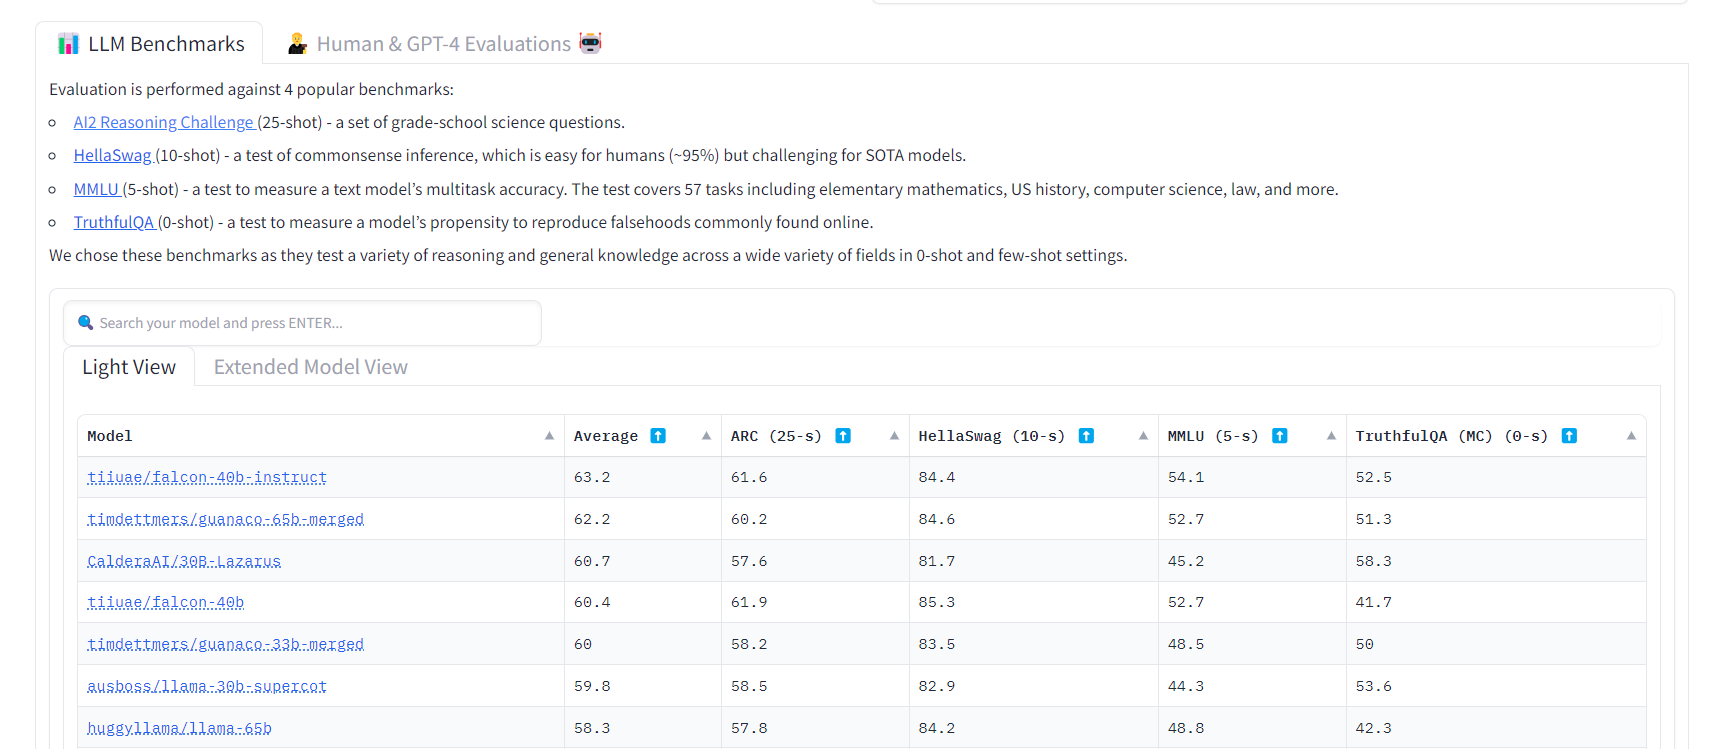 LLM Benchmarks
Human & GPT-4 Evaluations
Evaluation is performed against 4 popular benchmarks:
AI2 Reasoning Challenge (25-shot) - a set of grade-school science questions.
HellaSwag (10-shot) - a test of commonsense inference, which is easy for humans (~95%) but challenging for SOTA models.
MMLU (5-shot) - a test to measure a text model’s multitask accuracy. The test covers 57 tasks including elementary mathematics, US history, computer science, law, and more.
TruthfulQA (0-shot) - a test to measure a model’s propensity to reproduce falsehoods commonly found online.
We chose these benchmarks as they test a variety of reasoning and general knowledge across a wide variety of fields in 0-shot and few-shot settings.
Search your model and press ENTER...
Light View Extended Model View
Model Average ARC (25-s) HellaSwag (10-s) MMLU (5-s) TruthfulQA (MC) (0-s)
tiiuae/falcon-40b-instruct 63.2 61.6 84.4 54.1 52.5
timdettmers/guanaco-65b-merged 62.2 60.2 84.6 52.7 51.3
CalderaAI/30B-Lazarus 60.7 57.6 81.7 45.2 58.3
tiiuae/falcon-40b 60.4 61.9 85.3 52.7 41.7
timdettmers/guanaco-33b-merged 60 58.2 83.5 48.5 50
ausboss/llama-30b-supercot 59.8 58.5 82.9 44.3 53.6
huggyllama/llama-65b 58.3 57.8 84.2 48.8 42.3